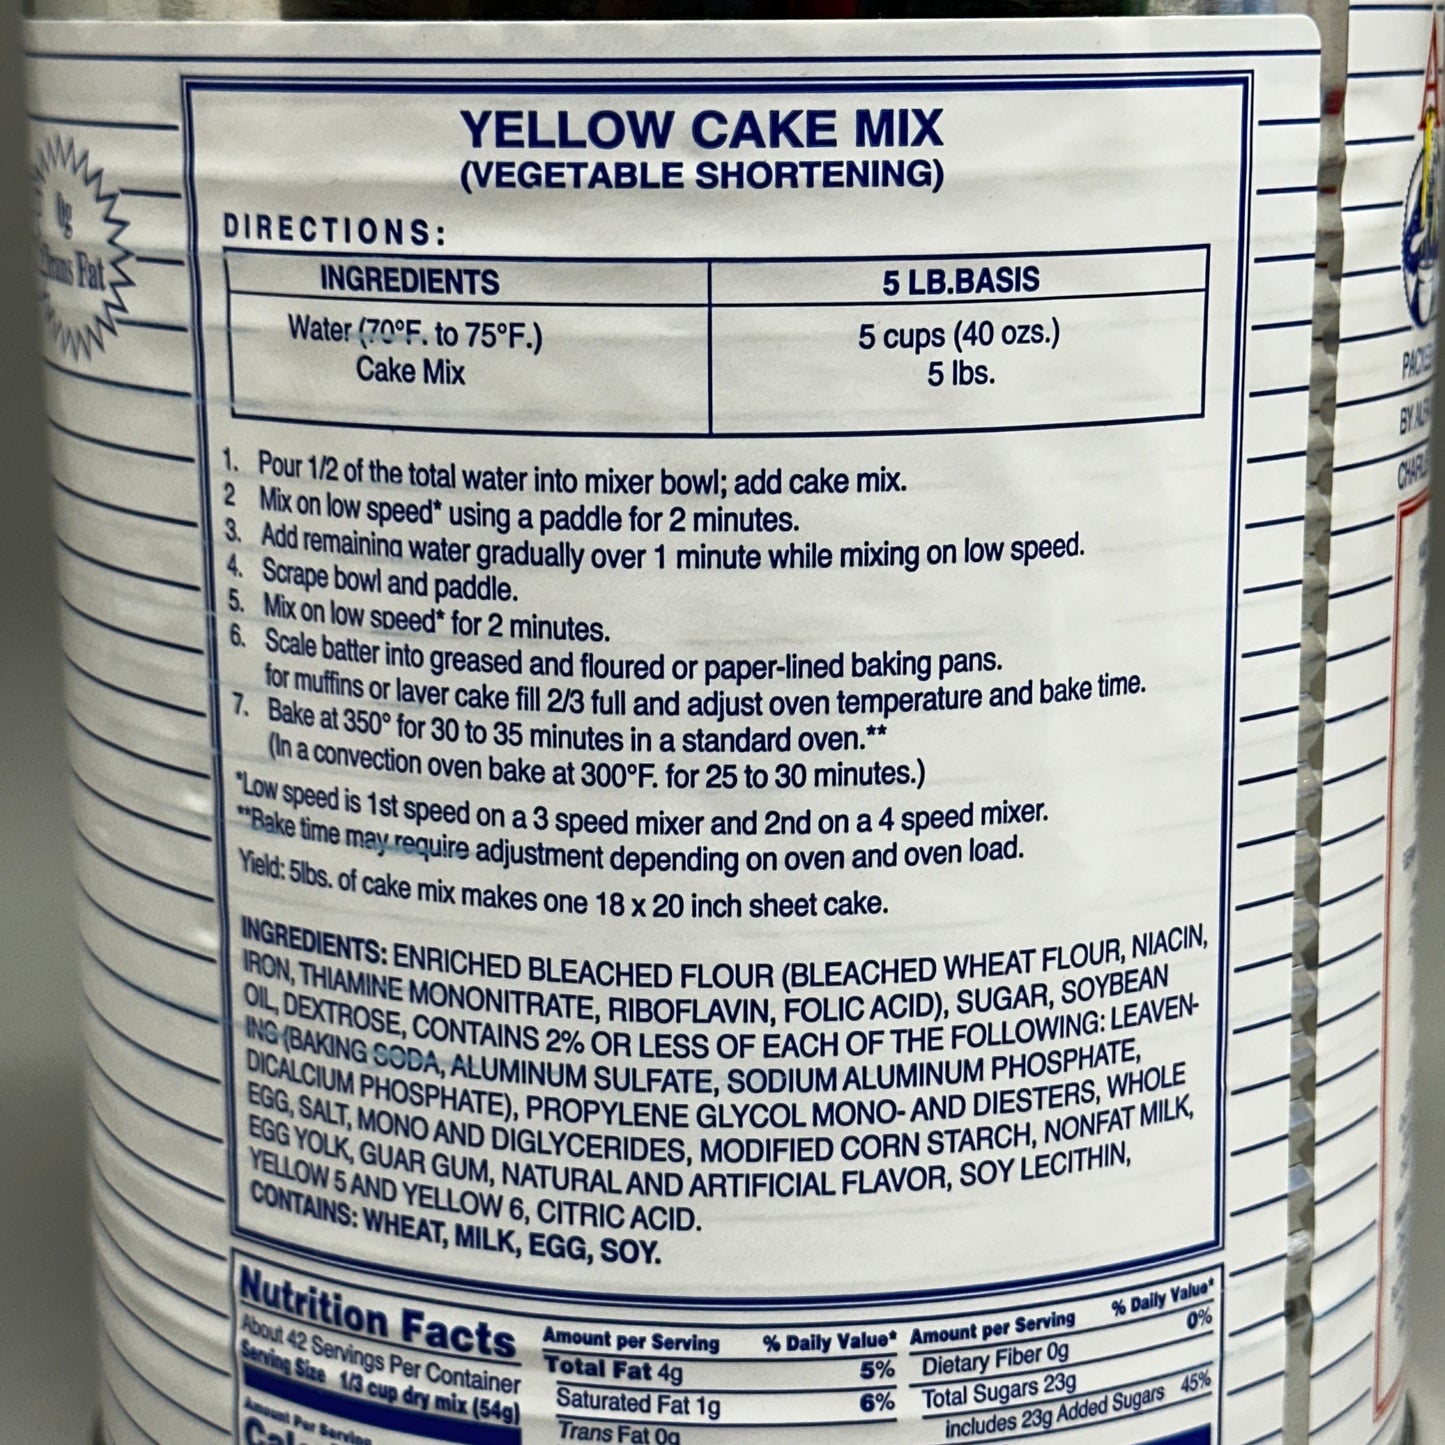 YELLOW CAKE MIX
(VEGETABLE SHORTENING)
0g
Trans Fat
DIRECTIONS:
INGREDIENTS 5 LB.BASIS
Water (70°F. to 75°F.) 5 cups (40 ozs.)
Cake Mix 5 lbs.
1. Pour 1/2 of the total water into mixer bowl; add cake mix.
2 Mix on low speed* using a paddle for 2 minutes.
3. Add remaining water gradually over 1 minute while mixing on low speed.
4. Scrape bowl and paddle.
5. Mix on low speed* for 2 minutes.
6. Scale batter into greased and floured or paper-lined baking pans.
for muffins or layer cake fill 2/3 full and adjust oven temperature and bake time.
7. Bake at 350° for 30 to 35 minutes in a standard oven.**
(In a convection oven bake at 300°F. for 25 to 30 minutes.)
*Low speed is 1st speed on a 3 speed mixer and 2nd on a 4 speed mixer.
**Bake time may require adjustment depending on oven and oven load.
Yield: 5lbs. of cake mix makes one 18 x 20 inch sheet cake.
INGREDIENTS: ENRICHED BLEACHED FLOUR (BLEACHED WHEAT FLOUR, NIACIN,
IRON, THIAMINE MONONITRATE, RIBOFLAVIN, FOLIC ACID), SUGAR, SOYBEAN
OIL, DEXTROSE, CONTAINS 2% OR LESS OF EACH OF THE FOLLOWING: LEAVEN-
ING (BAKING SODA, ALUMINUM SULFATE, SODIUM ALUMINUM PHOSPHATE,
DICALCIUM PHOSPHATE), PROPYLENE GLYCOL MONO- AND DIESTERS, WHOLE
EGG, SALT, MONO AND DIGLYCERIDES, MODIFIED CORN STARCH, NONFAT MILK,
EGG YOLK, GUAR GUM, NATURAL AND ARTIFICIAL FLAVOR, SOY LECITHIN,
YELLOW 5 AND YELLOW 6, CITRIC ACID.
CONTAINS: WHEAT, MILK, EGG, SOY.
Nutrition Facts
About 42 Servings Per Container
Serving Size 1/3 cup dry mix (54g)
Amount Per Serving
Amount per Serving % Daily Value*
Total Fat 4g 5%
Saturated Fat 1g 6%
Trans Fat 0g
Amount per Serving % Daily Value*
Dietary Fiber 0g 0%
Total Sugars 23g
includes 23g Added Sugars 45%
BY